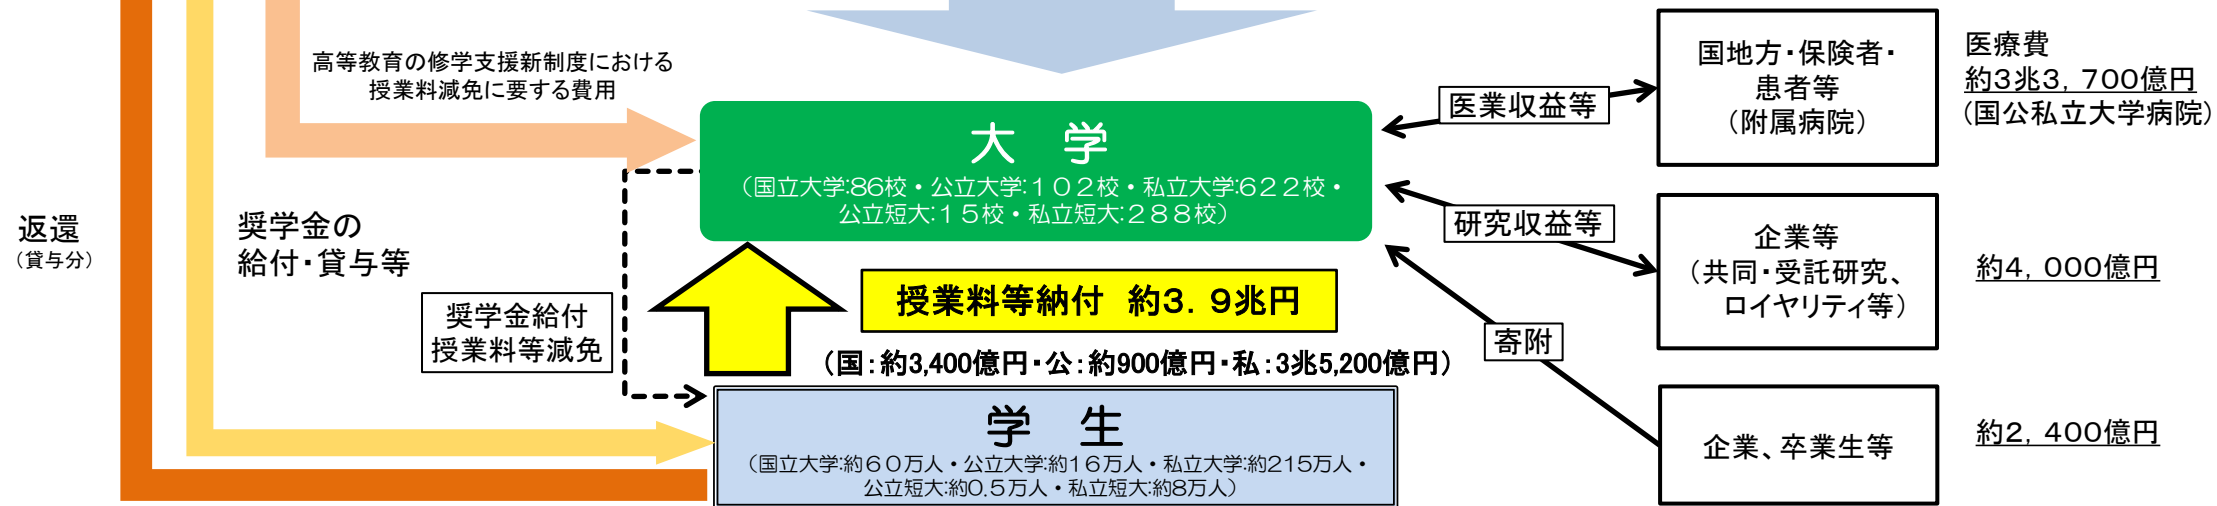 高等教育の修学支援新制度における
授業料減免に要する費用
返還
（貸与分）
奨学金の
給付・貸与等
奨学金給付
授業料等減免
大　学
（国立大学:86校・公立大学:１０２校・私立大学:６２２校・
公立短大:１５校・私立短大:２８８校）
授業料等納付　約３．９兆円
（国：約3,400億円・公：約900億円・私：3兆5,200億円）
学　生
（国立大学:約６０万人・公立大学:約１６万人・私立大学:約215万人・
公立短大:約0.５万人・私立短大:約8万人）
医業収益等
研究収益等
寄附
国地方・保険者・
患者等
（附属病院）
医療費
約３兆３，７００億円
（国公私立大学病院）
企業等
（共同・受託研究、
ロイヤリティ等）
約４，０００億円
企業、卒業生等
約２，４００億円